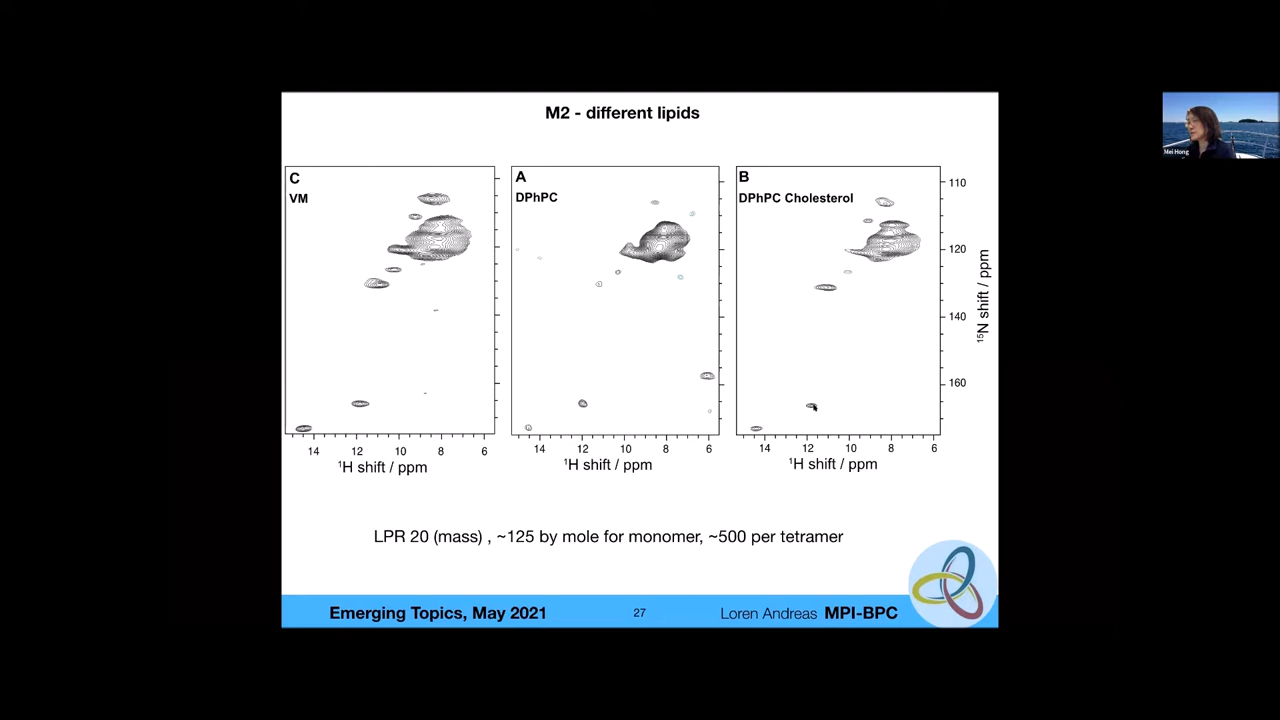 M2 - different lipids
Mei Hong
C
VM
14 12 10 8 6
¹H shift / ppm
A
DPhPC
14 12 10 8 6
¹H shift / ppm
B
DPhPC Cholesterol
110
120
140
160
¹⁵N shift / ppm
14 12 10 8 6
¹H shift / ppm
LPR 20 (mass) , ~125 by mole for monomer, ~500 per tetramer
Emerging Topics, May 2021
27
Loren Andreas MPI-BPC